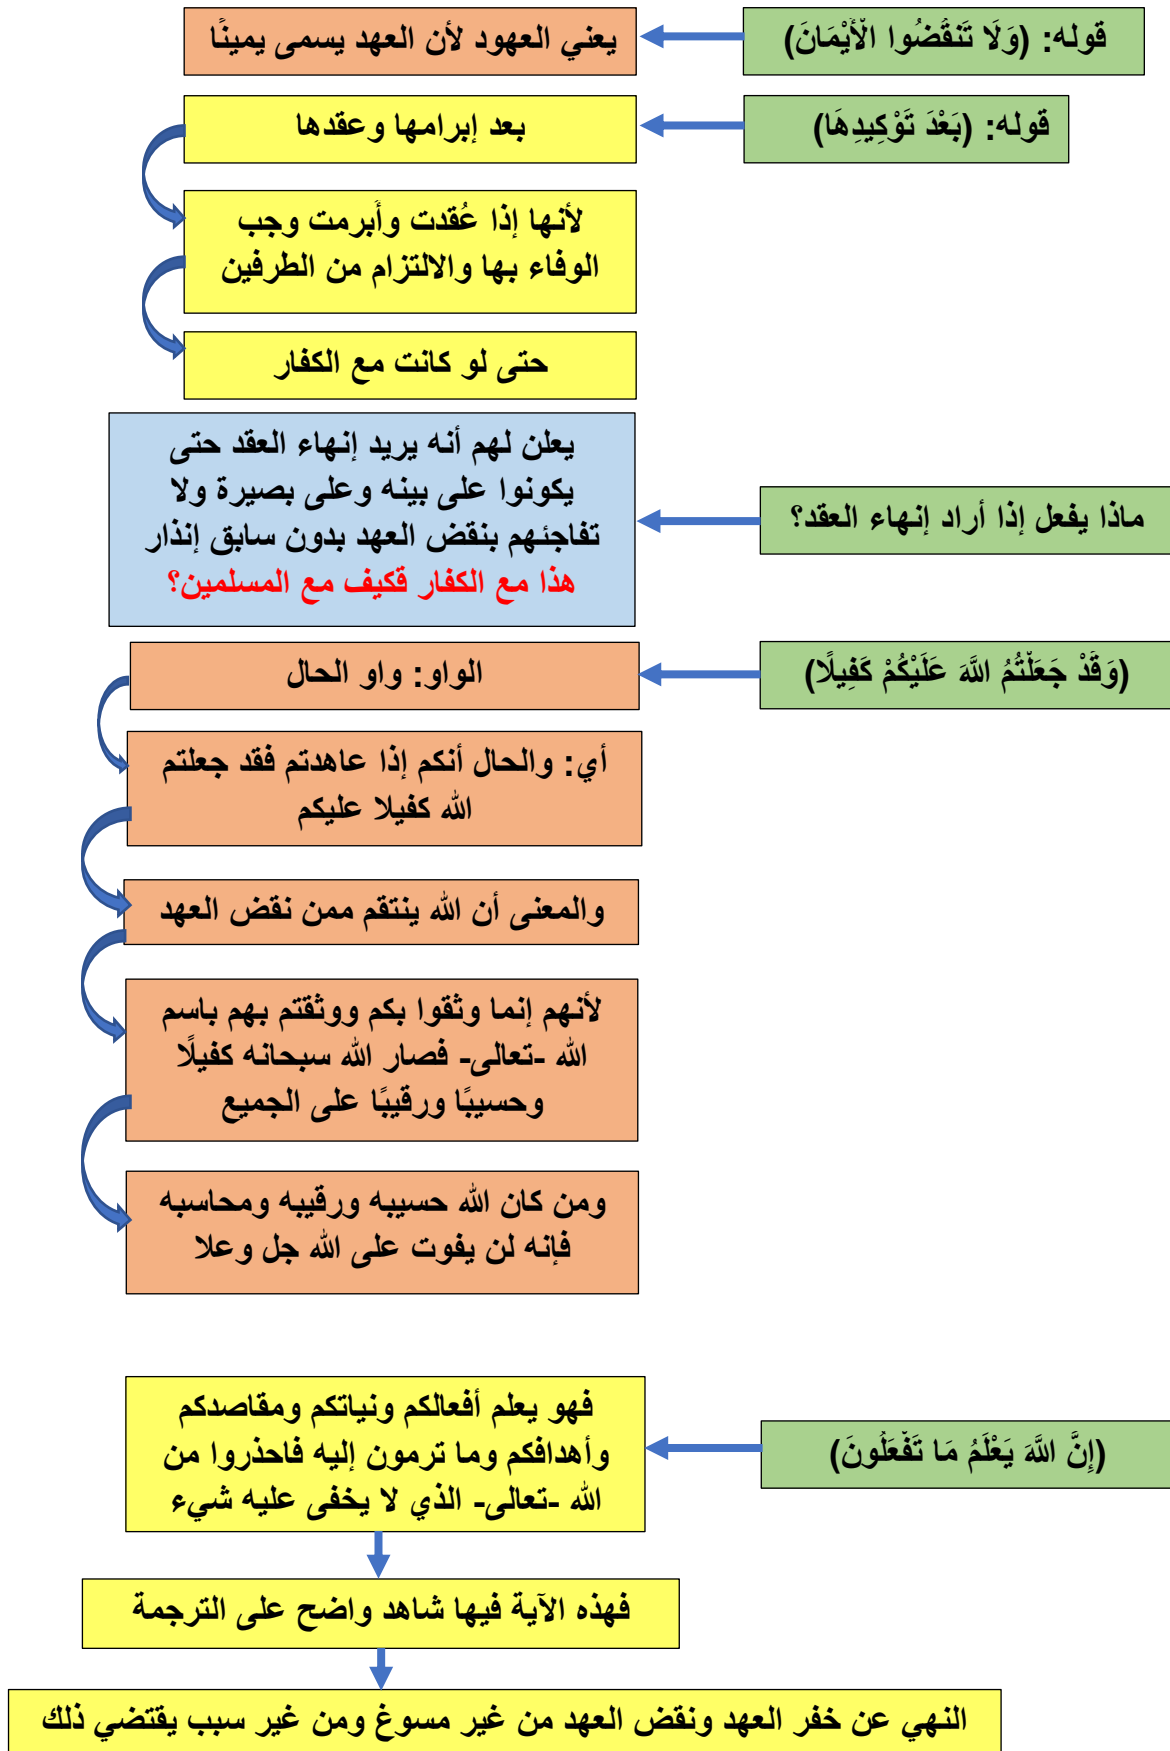 قوله: (وَلَا تَنقُضُوا الْأَيْمَانَ)
يعني العهود لأن العهد يسمى يمينًا
قوله: (بَعْدَ تَوْكِيدِهَا)
بعد إبرامها وعقدها
لأنها إذا عُقدت وأبرمت وجب
الوفاء بها والالتزام من الطرفين
حتى لو كانت مع الكفار
ماذا يفعل إذا أراد إنهاء العقد؟
يعلن لهم أنه يريد إنهاء العقد حتى
يكونوا على بينه وعلى بصيرة ولا
تفاجئهم بنقض العهد بدون سابق إنذار
هذا مع الكفار فكيف مع المسلمين؟
(وَقَدْ جَعَلْتُمُ اللَّهَ عَلَيْكُمْ كَفِيلًا)
الواو: واو الحال
أي: والحال أنكم إذا عاهدتم فقد جعلتم
الله كفيلا عليكم
والمعنى أن الله ينتقم ممن نقض العهد
لأنهم إنما وثقوا بكم ووثقتم بهم باسم
الله -تعالى- فصار الله سبحانه كفيلًا
وحسيبًا ورقيبًا على الجميع
ومن كان الله حسيبه ورقيبه ومحاسبه
فإنه لن يفوت على الله جل وعلا
(إِنَّ اللَّهَ يَعْلَمُ مَا تَفْعَلُونَ)
فهو يعلم أفعالكم ونياتكم ومقاصدكم
وأهدافكم وما ترمون إليه فاحذروا من
الله -تعالى- الذي لا يخفى عليه شيء
فهذه الآية فيها شاهد واضح على الترجمة
النهي عن خفر العهد ونقض العهد من غير مسوغ ومن غير سبب يقتضي ذلك